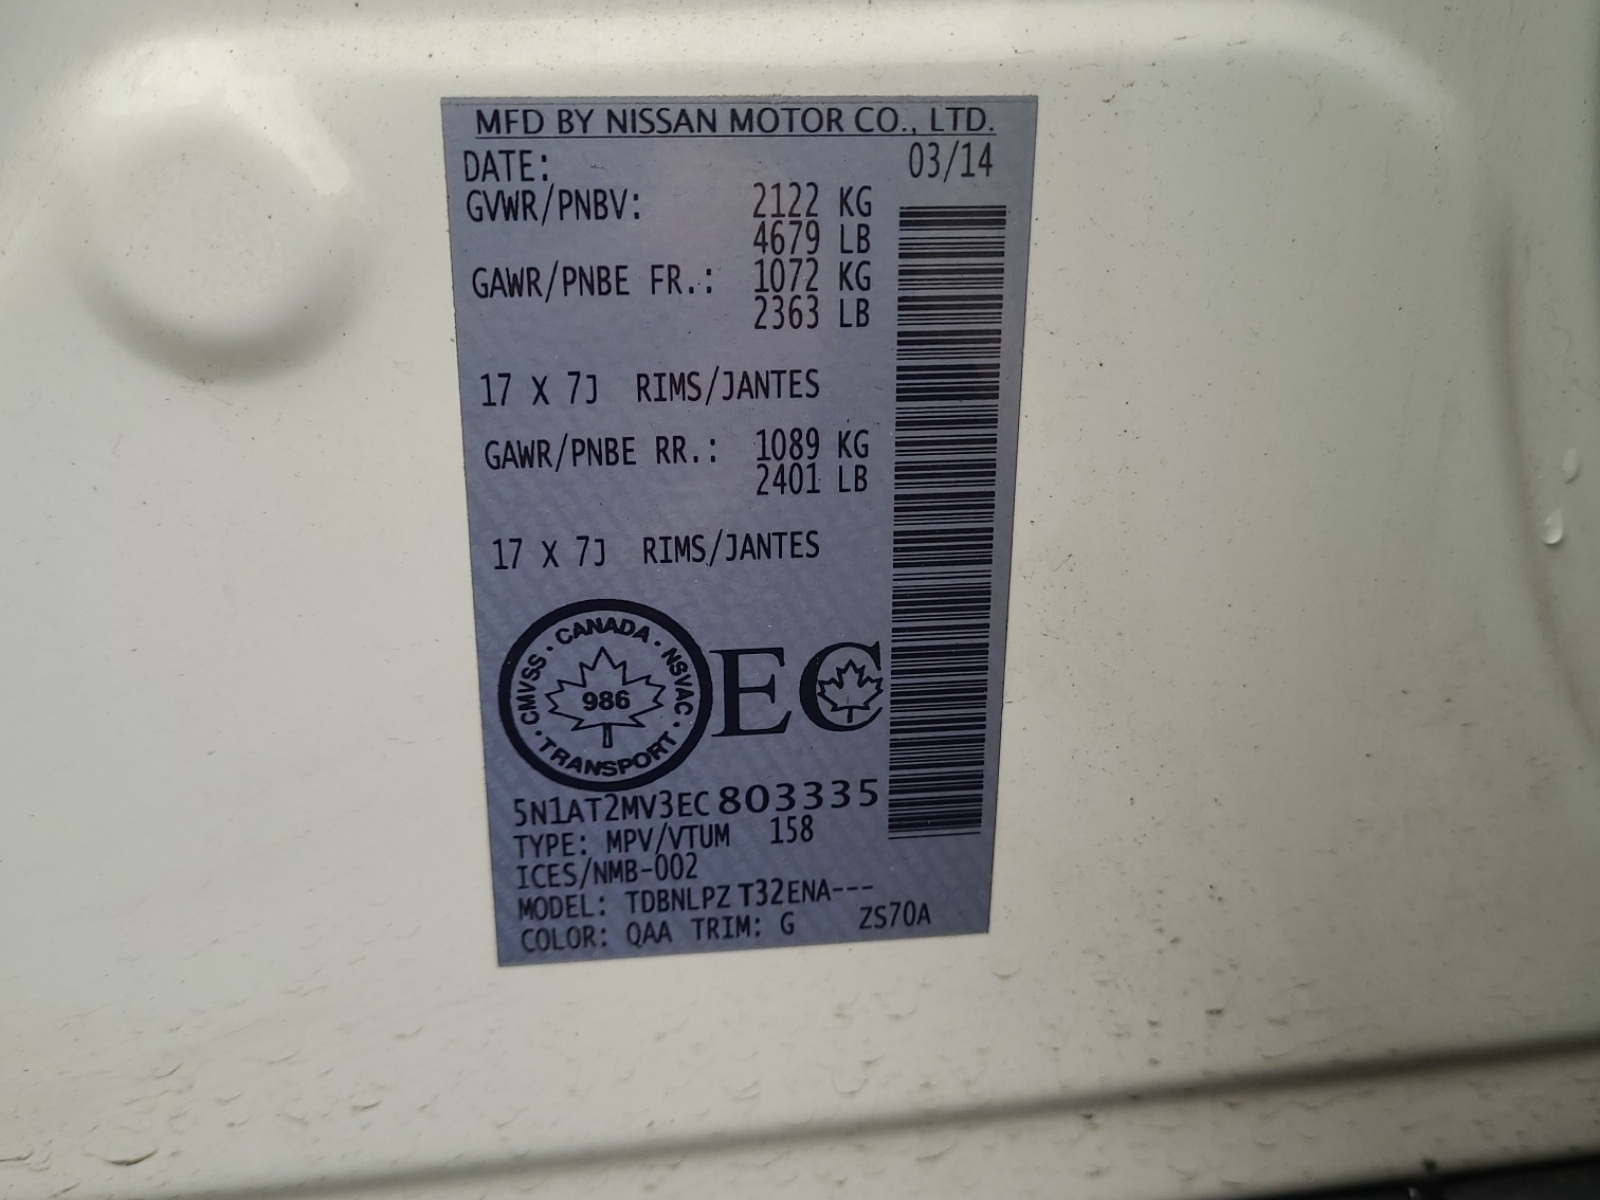 MFD BY NISSAN MOTOR CO., LTD.
DATE: 03/14
GVWR/PNBV: 2122 KG
4679 LB
GAWR/PNBE FR.: 1072 KG
2363 LB
17 X 7J RIMS/JANTES
GAWR/PNBE RR.: 1089 KG
2401 LB
17 X 7J RIMS/JANTES
CMVSS · CANADA · NSVAC · TRANSPORT ·
986
EC
5N1AT2MV3EC803335
TYPE: MPV/VTUM 158
ICES/NMB-002
MODEL: TDBNLPZ T32ENA---
COLOR: QAA TRIM: G ZS70A